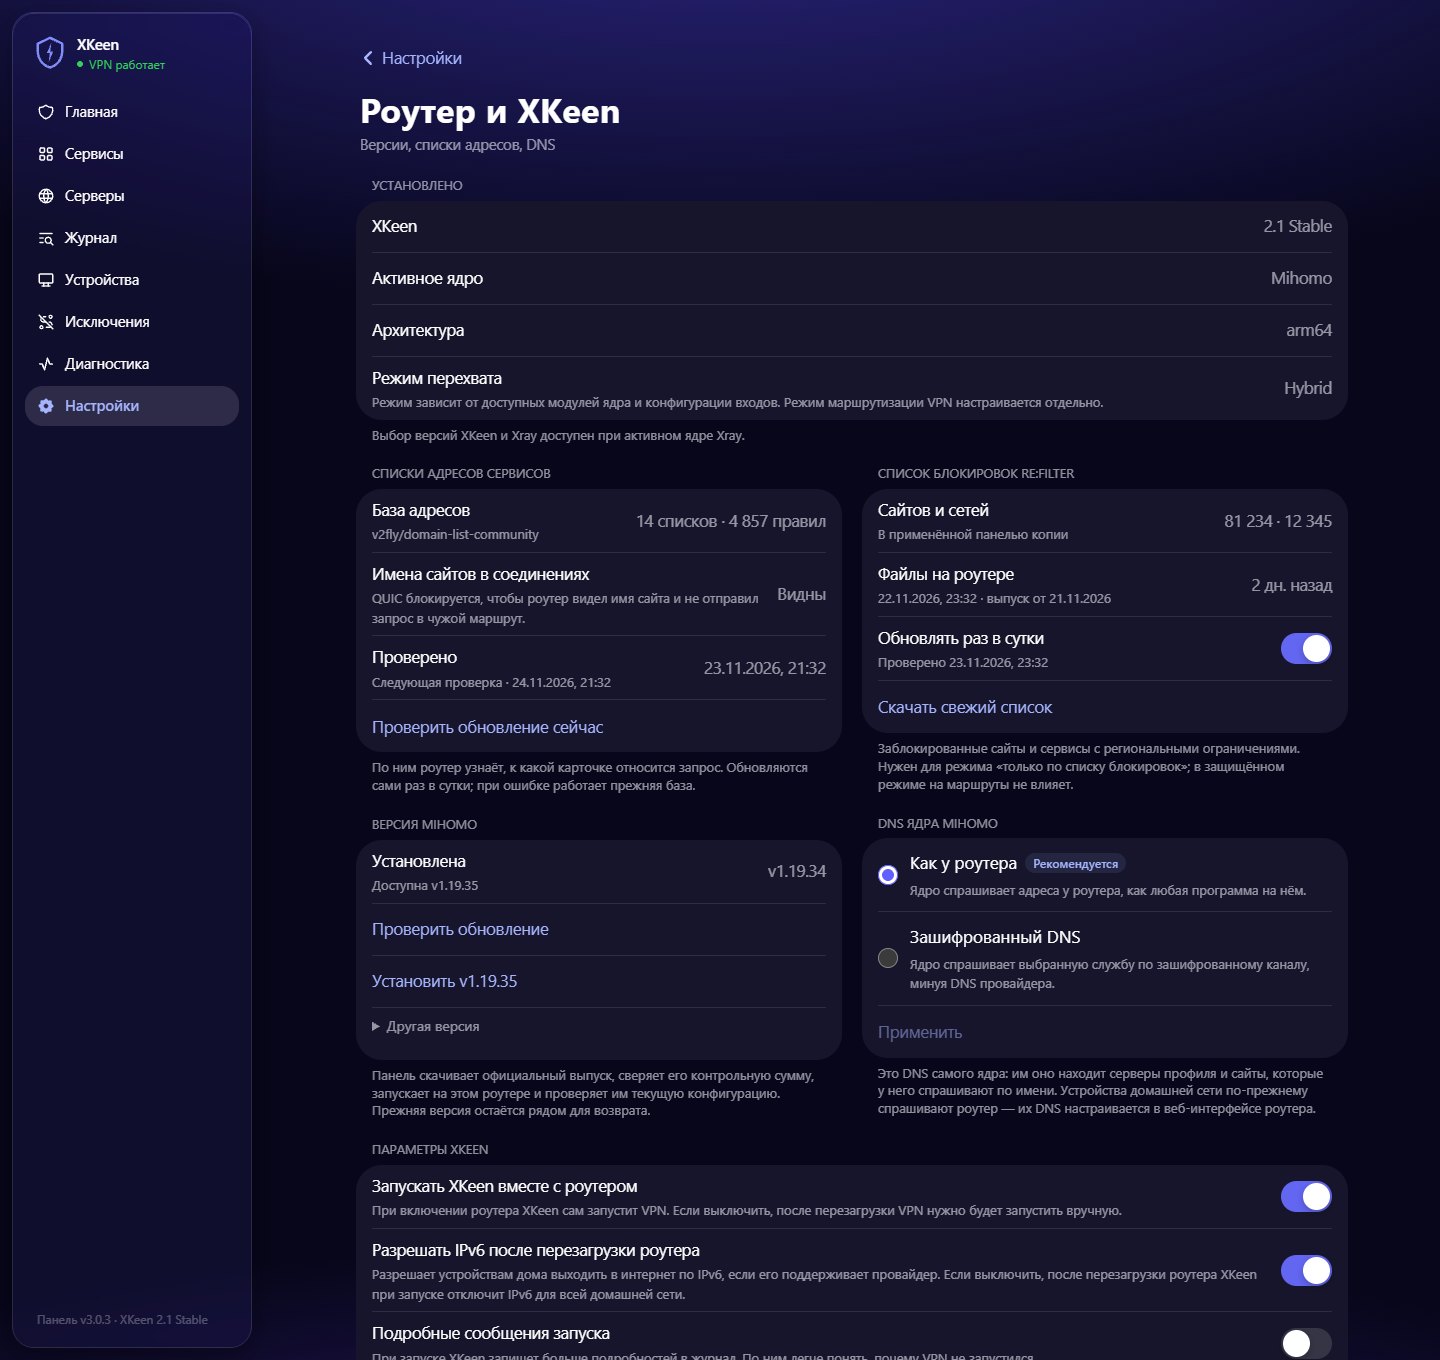 XKeen
VPN работает
Главная
Сервисы
Серверы
Журнал
Устройства
Исключения
Диагностика
Настройки
Панель v3.0.3 · XKeen 2.1 Stable
Настройки
Роутер и XKeen
Версии, списки адресов, DNS
УСТАНОВЛЕНО
XKeen
2.1 Stable
Активное ядро
Mihomo
Архитектура
arm64
Режим перехвата
Режим зависит от доступных модулей ядра и конфигурации входов. Режим маршрутизации VPN настраивается отдельно.
Hybrid
Выбор версий XKeen и Xray доступен при активном ядре Xray.
СПИСКИ АДРЕСОВ СЕРВИСОВ
База адресов
v2fly/domain-list-community
14 списков · 4 857 правил
Имена сайтов в соединениях
QUIC блокируется, чтобы роутер видел имя сайта и не отправил
запрос в чужой маршрут.
Видны
Проверено
Следующая проверка · 24.11.2026, 21:32
23.11.2026, 21:32
Проверить обновление сейчас
По ним роутер узнаёт, к какой карточке относится запрос. Обновляются
сами раз в сутки; при ошибке работает прежняя база.
СПИСОК БЛОКИРОВОК RE:FILTER
Сайтов и сетей
В применённой панелью копии
81 234 · 12 345
Файлы на роутере
22.11.2026, 23:32 · выпуск от 21.11.2026
2 дн. назад
Обновлять раз в сутки
Проверено 23.11.2026, 23:32
Скачать свежий список
Заблокированные сайты и сервисы с региональными ограничениями.
Нужен для режима «только по списку блокировок»; в защищённом
режиме на маршруты не влияет.
ВЕРСИЯ MIHOMO
Установлена
Доступна v1.19.35
v1.19.34
Проверить обновление
Установить v1.19.35
Другая версия
Панель скачивает официальный выпуск, сверяет его контрольную сумму,
запускает на этом роутере и проверяет им текущую конфигурацию.
Прежняя версия остаётся рядом для возврата.
DNS ЯДРА MIHOMO
Как у роутера
Рекомендуется
Ядро спрашивает адреса у роутера, как любая программа на нём.
Зашифрованный DNS
Ядро спрашивает выбранную службу по зашифрованному каналу,
минуя DNS провайдера.
Применить
Это DNS самого ядра: им оно находит серверы профиля и сайты, которые
у него спрашивают по имени. Устройства домашней сети по-прежнему
спрашивают роутер — их DNS настраивается в веб-интерфейсе роутера.
ПАРАМЕТРЫ XKEEN
Запускать XKeen вместе с роутером
При включении роутера XKeen сам запустит VPN. Если выключить, после перезагрузки VPN нужно будет запустить вручную.
Разрешать IPv6 после перезагрузки роутера
Разрешает устройствам дома выходить в интернет по IPv6, если его поддерживает провайдер. Если выключить, после перезагрузки роутера XKeen
при запуске отключит IPv6 для всей домашней сети.
Подробные сообщения запуска
При запуске XKeen запишет больше подробностей в журнал. По ним легче понять, почему VPN не запустился.